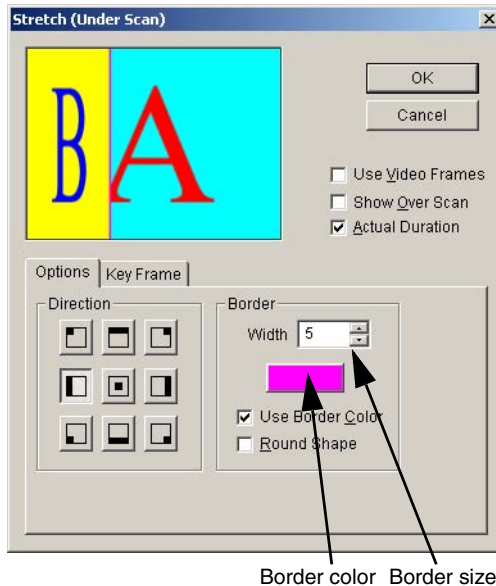 Stretch (Under Scan)
B A
OK
Cancel
Use Video Frames
Show Over Scan
Actual Duration
Options Key Frame
Direction
Border
Width 5
Use Border Color
Round Shape
Border color Border size